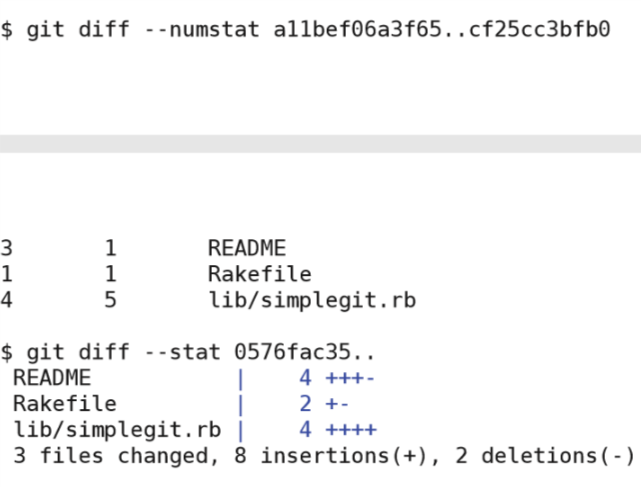 $ git diff --numstat a11bef06a3f65..cf25cc3bfb0
3 1 README
1 1 Rakefile
4 5 lib/simplegit.rb
$ git diff --stat 0576fac35..
README | 4 +++-
Rakefile | 2 +-
lib/simplegit.rb | 4 ++++
3 files changed, 8 insertions(+), 2 deletions(-)